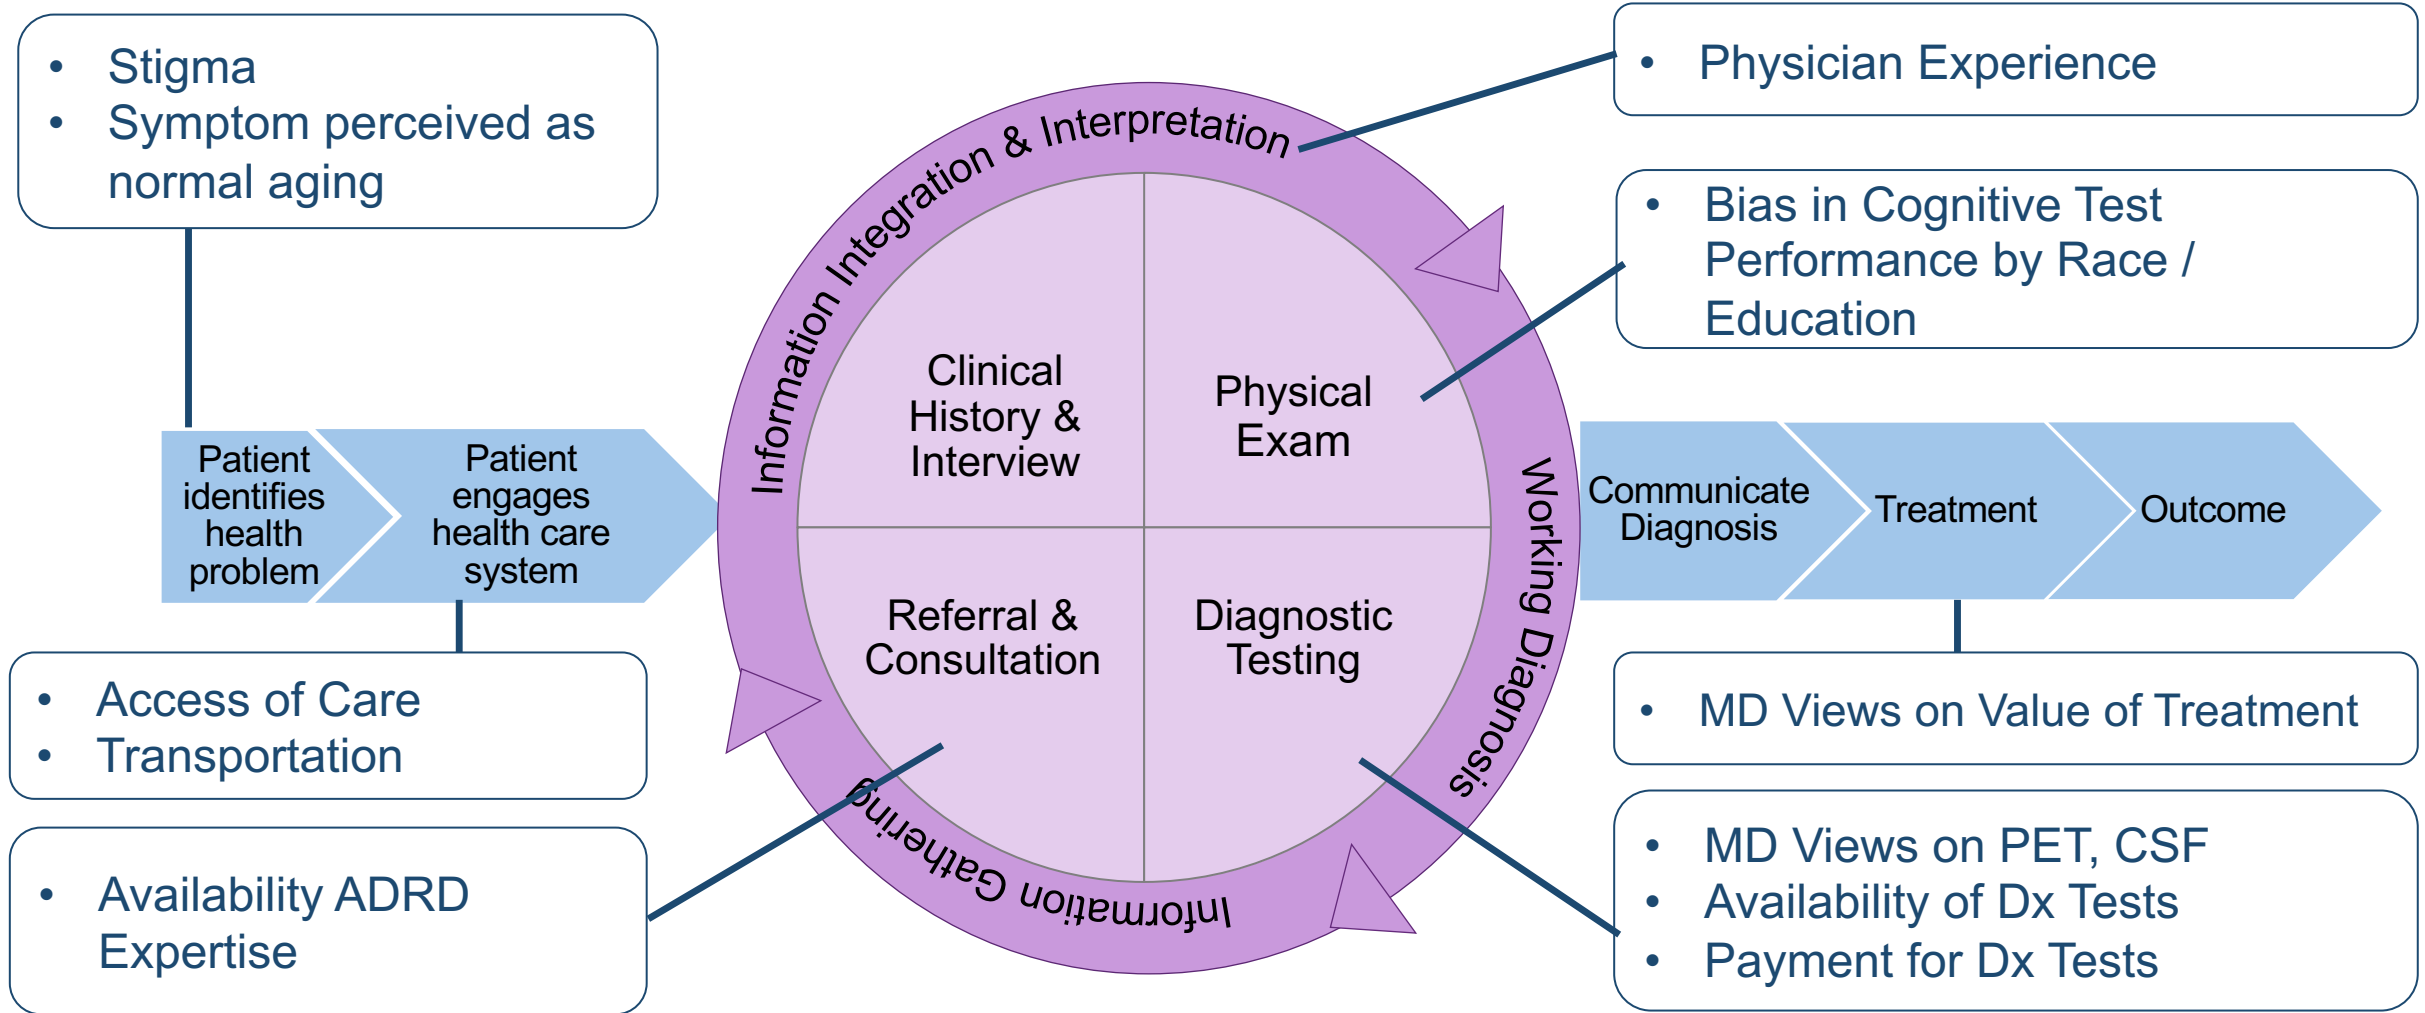 • Stigma
• Symptom perceived as
normal aging
Patient
identifies
health
problem
Patient
engages
health care
system
• Access of Care
• Transportation
• Availability ADRD
Expertise
Information Integration & Interpretation
Working Diagnosis
Information Gathering
Clinical
History &
Interview
Physical
Exam
Referral &
Consultation
Diagnostic
Testing
• Physician Experience
• Bias in Cognitive Test
Performance by Race /
Education
Communicate
Diagnosis
Treatment
Outcome
• MD Views on Value of Treatment
• MD Views on PET, CSF
• Availability of Dx Tests
• Payment for Dx Tests